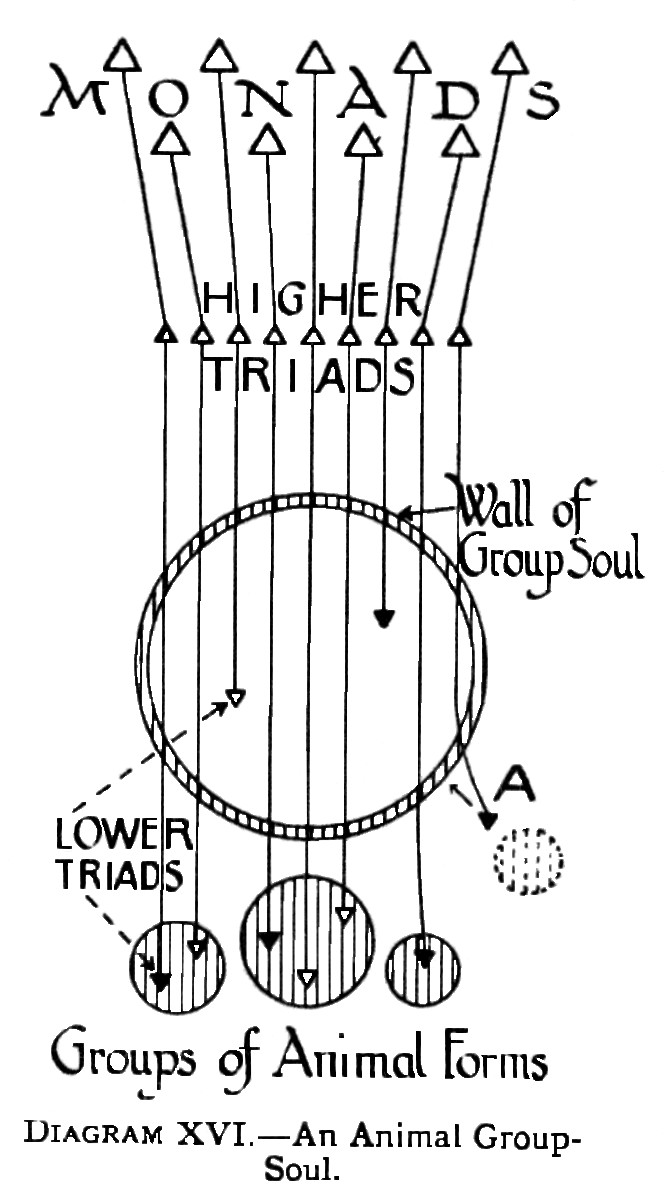 MONADS
HIGHER
TRIADS
Wall of
Group Soul
A
LOWER
TRIADS
Groups of Animal Forms
DIAGRAM XVI.—An Animal Group-
Soul.